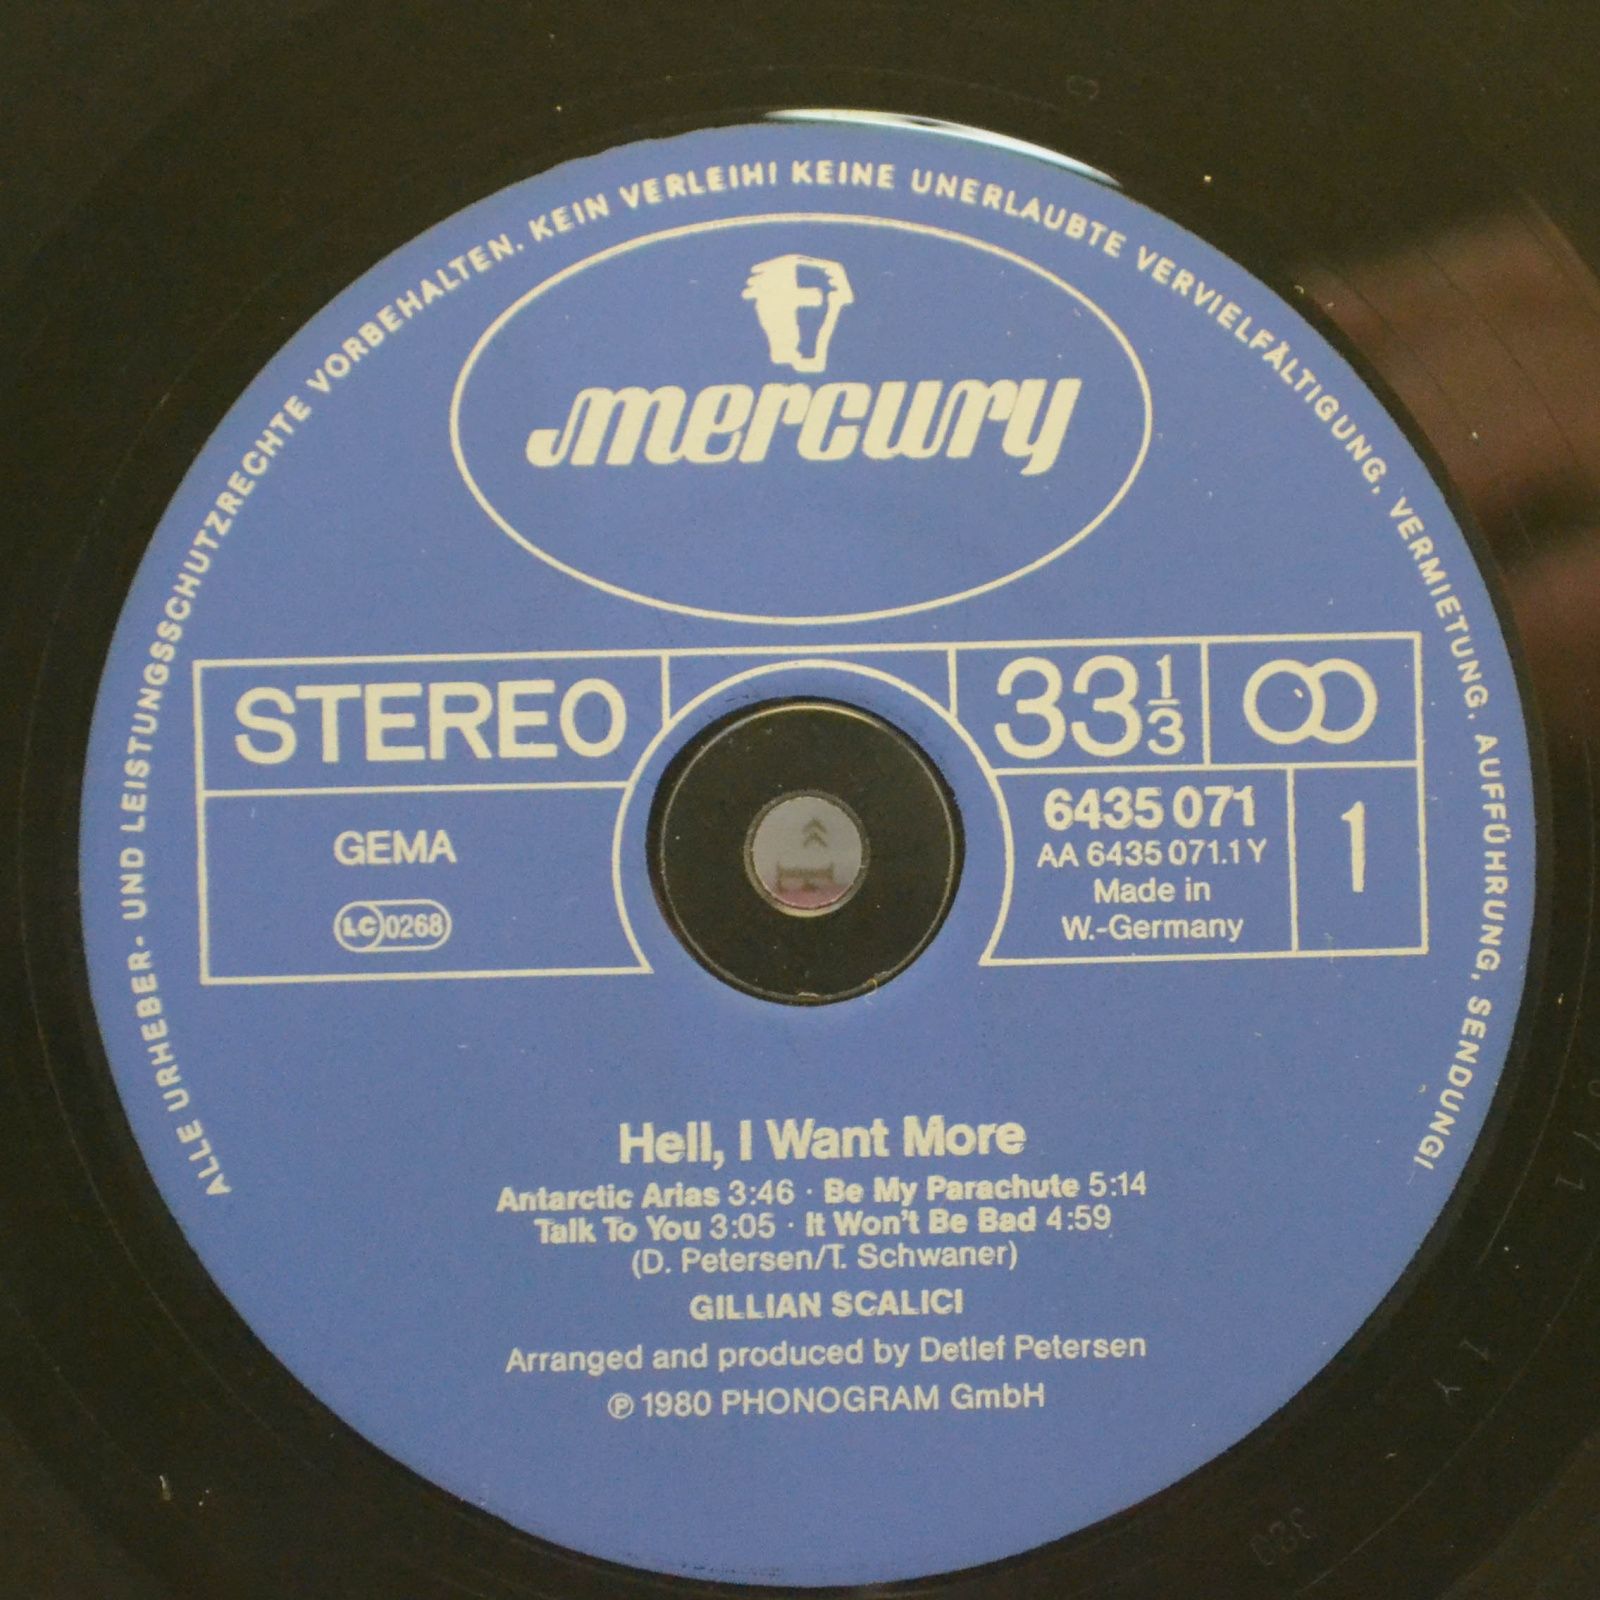 ALLE URHEBER- UND LEISTUNGSSCHUTZRECHTE VORBEHALTEN. KEIN VERLEIH! KEINE UNERLAUBTE VERVIELFÄLTIGUNG, VERMIETUNG, AUFFÜHRUNG, SENDUNG!
mercury
STEREO
33 1/3
GEMA
LC 0268
6435 071
AA 6435 071.1 Y
Made in
W.-Germany
1
Hell, I Want More
Antarctic Arias 3:46 · Be My Parachute 5:14
Talk To You 3:05 · It Won't Be Bad 4:59
(D. Petersen/T. Schwaner)
GILLIAN SCALICI
Arranged and produced by Detlef Petersen
℗ 1980 PHONOGRAM GmbH
320